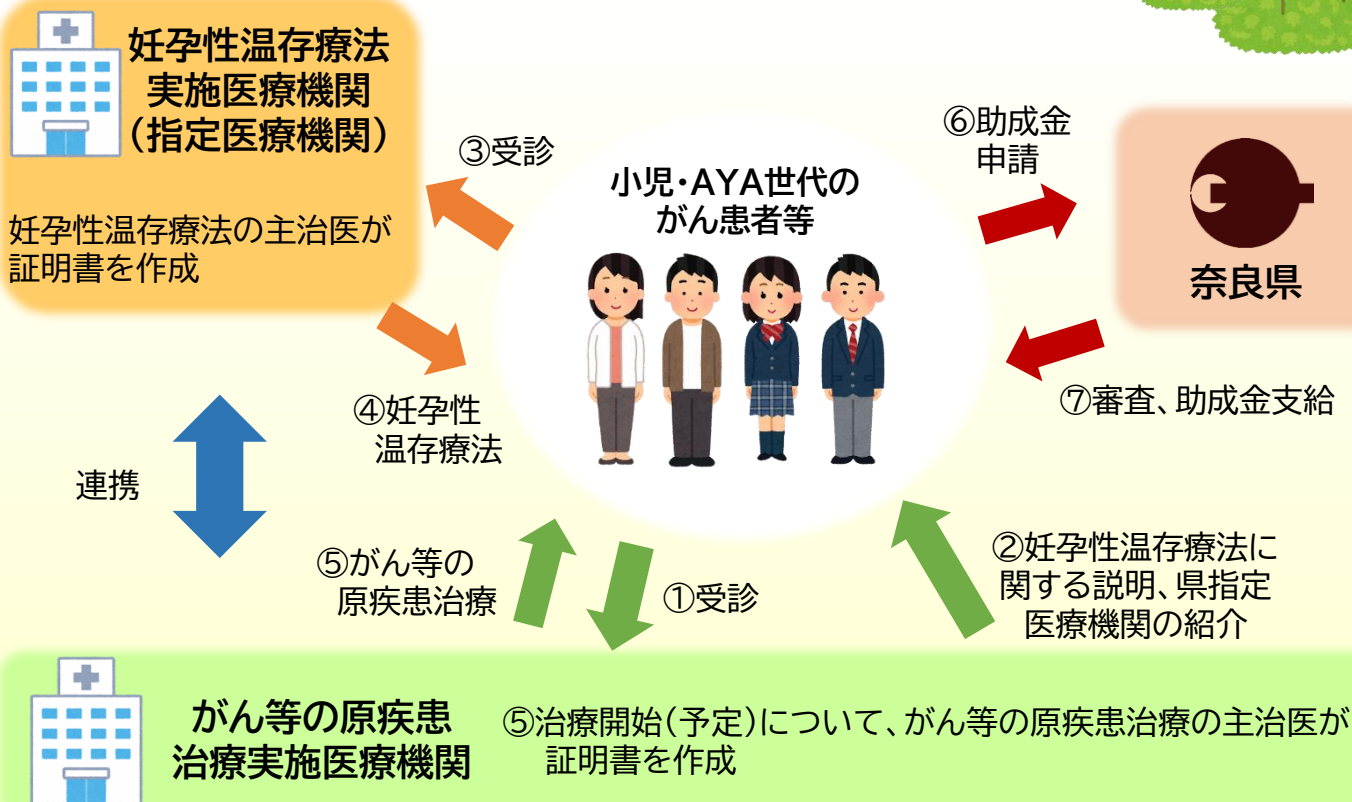 妊孕性温存療法
実施医療機関
(指定医療機関)
妊孕性温存療法の主治医が
証明書を作成
③受診
小児・AYA世代の
がん患者等
⑥助成金
申請
奈良県
④妊孕性
温存療法
⑦審査、助成金支給
連携
⑤がん等の
原疾患治療
①受診
②妊孕性温存療法に
関する説明、県指定
医療機関の紹介
がん等の原疾患
治療実施医療機関
⑤治療開始(予定)について、がん等の原疾患治療の主治医が
証明書を作成